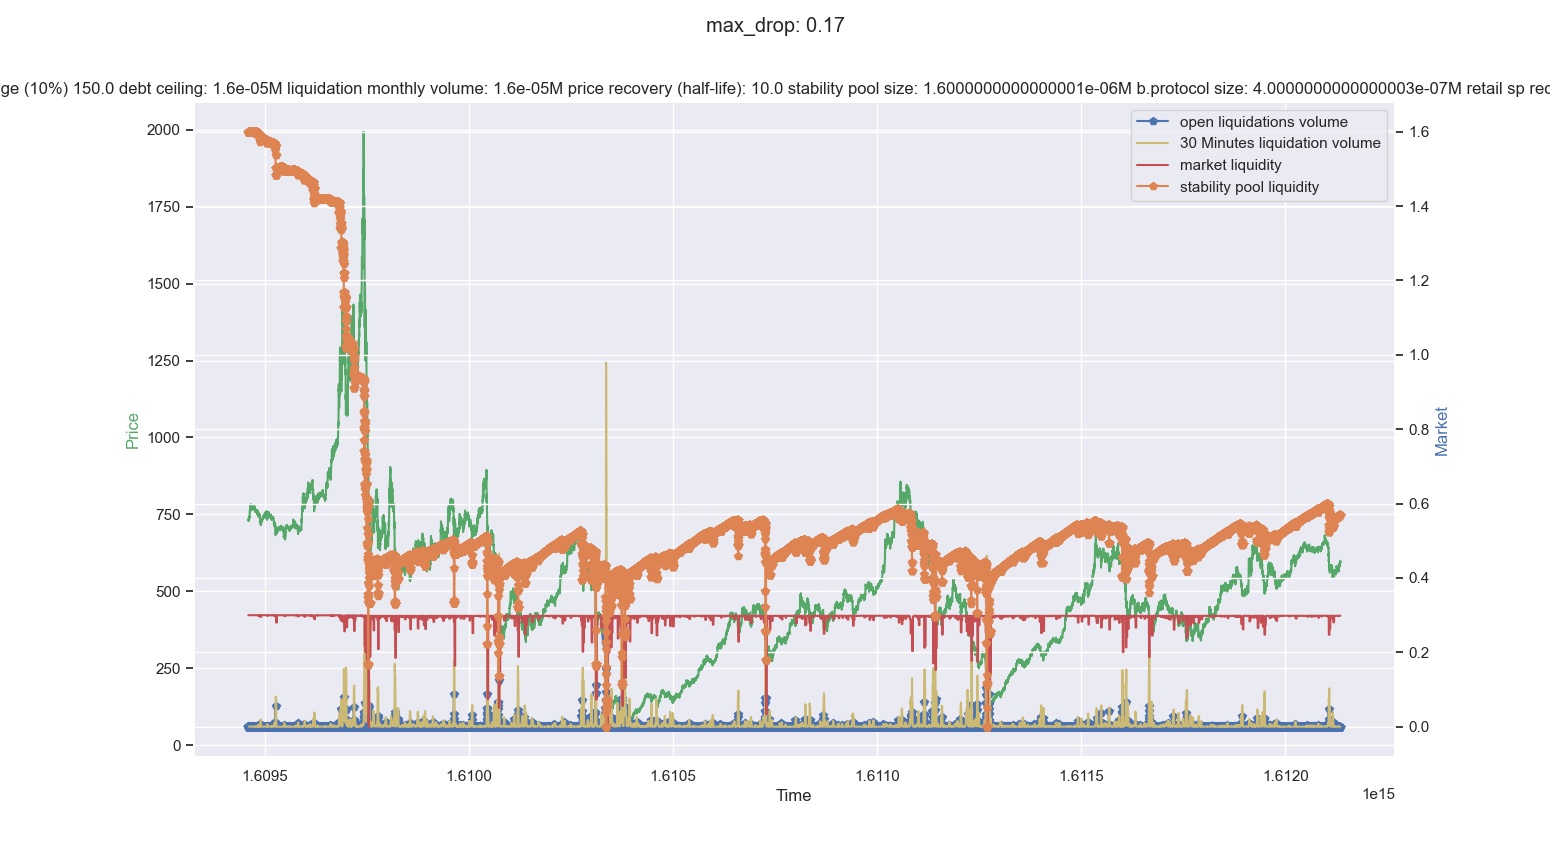 max_drop: 0.17
ge (10%) 150.0 debt ceiling: 1.6e-05M liquidation monthly volume: 1.6e-05M price recovery (half-life): 10.0 stability pool size: 1.6000000000000001e-06M b.protocol size: 4.0000000000000003e-07M retail sp rec
open liquidations volume
30 Minutes liquidation volume
market liquidity
stability pool liquidity
2000
1750
1500
1250
1000
750
500
250
0
Price
1.6
1.4
1.2
1.0
0.8
0.6
0.4
0.2
0.0
Market
1.6095
1.6100
1.6105
1.6110
1.6115
1.6120
1e15
Time